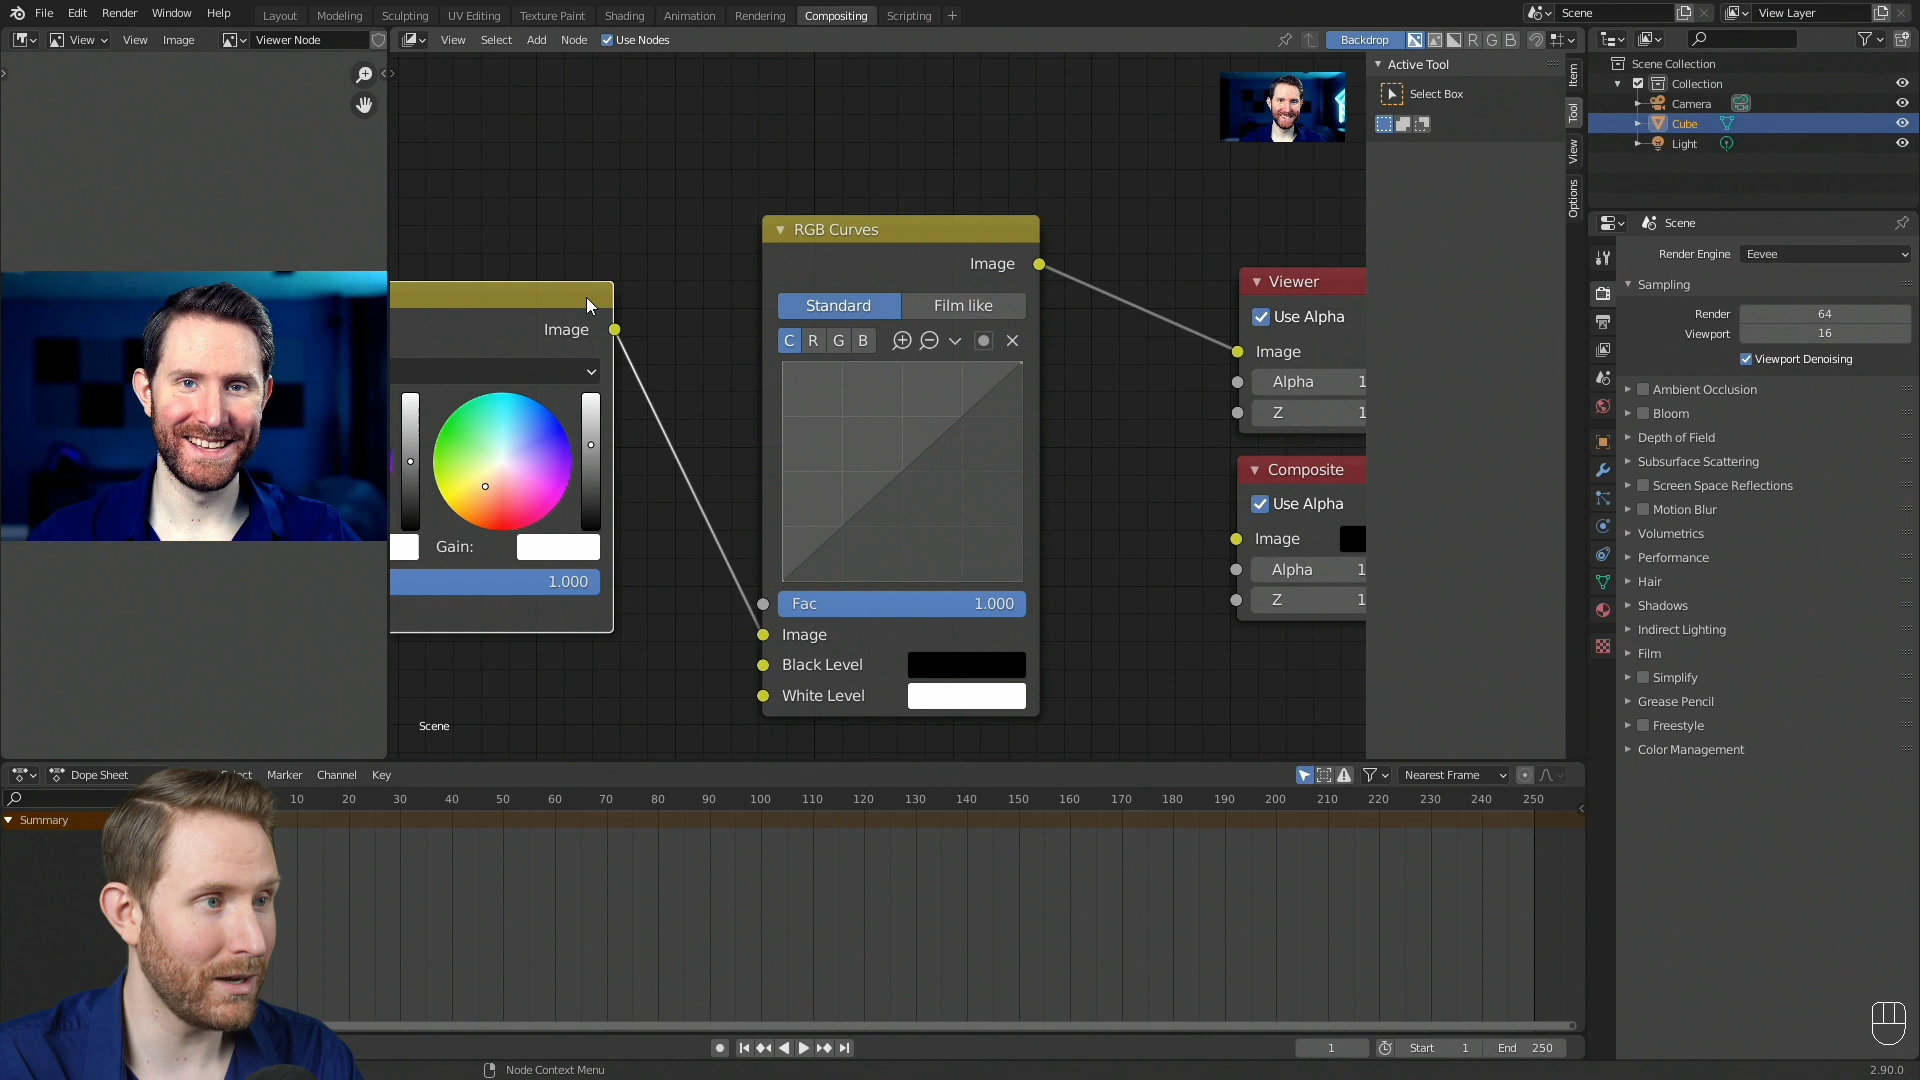 File Edit Render Window Help
Layout Modeling Sculpting UV Editing Texture Paint Shading Animation Rendering Compositing Scripting +
Scene
View Layer
View View Image Viewer Node
View Select Add Node Use Nodes
Backdrop R G B
Active Tool
Select Box
Item
Tool
View
Options
Scene Collection
Collection
Camera
Cube
Light
Scene
Render Engine Eevee
Sampling
Render 64
Viewport 16
Viewport Denoising
Ambient Occlusion
Bloom
Depth of Field
Subsurface Scattering
Screen Space Reflections
Motion Blur
Volumetrics
Performance
Hair
Shadows
Indirect Lighting
Film
Simplify
Grease Pencil
Freestyle
Color Management
Image
Gain:
1.000
RGB Curves
Image
Standard Film like
C R G B
Fac 1.000
Image
Black Level
White Level
Viewer
Use Alpha
Image
Alpha 1
Z 1
Composite
Use Alpha
Image
Alpha 1
Z 1
Scene
Dope Sheet Select Marker Channel Key
Nearest Frame
10 20 30 40 50 60 70 80 90 100 110 120 130 140 150 160 170 180 190 200 210 220 230 240 250
Summary
1 Start 1 End 250
Node Context Menu
2.90.0